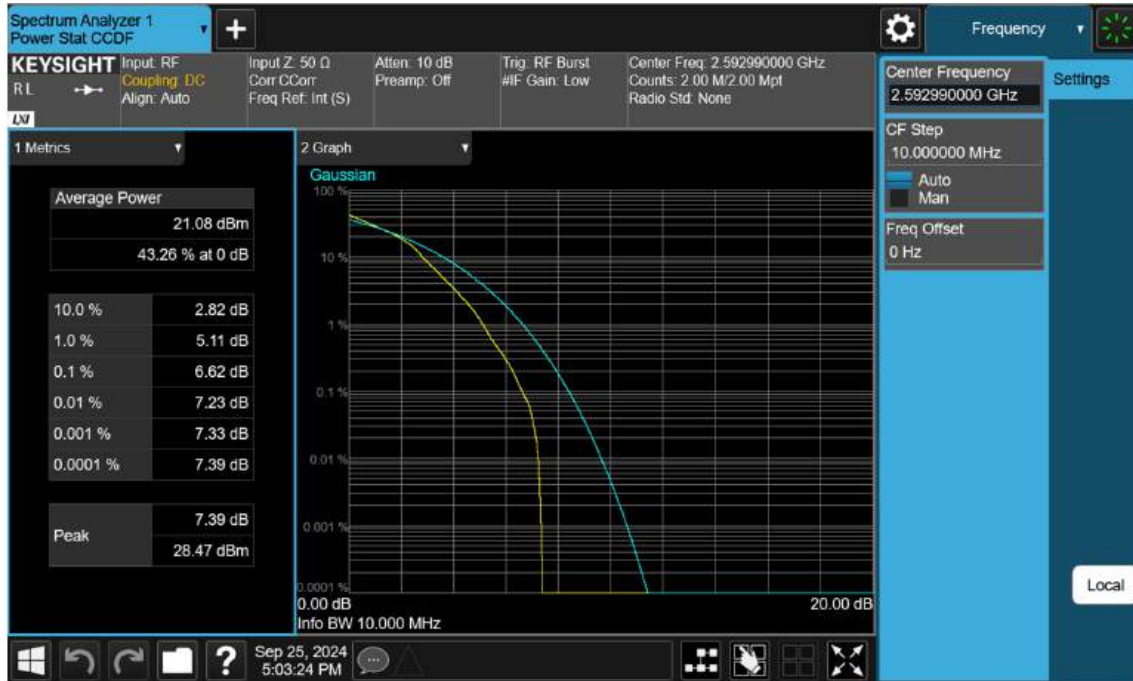 Spectrum Analyzer 1
Power Stat CCDF
Frequency
KEYSIGHT
R L
LXI
Input: RF
Coupling: DC
Align: Auto
Input Z: 50 Ω
Corr CCorr
Freq Ref: Int (S)
Atten: 10 dB
Preamp: Off
Trig: RF Burst
#IF Gain: Low
Center Freq: 2.592990000 GHz
Counts: 2.00 M/2.00 Mpt
Radio Std: None
Center Frequency
2.592990000 GHz
Settings
CF Step
10.000000 MHz
Auto
Man
Freq Offset
0 Hz
1 Metrics
Average Power
21.08 dBm
43.26 % at 0 dB
10.0 % 2.82 dB
1.0 % 5.11 dB
0.1 % 6.62 dB
0.01 % 7.23 dB
0.001 % 7.33 dB
0.0001 % 7.39 dB
Peak
7.39 dB
28.47 dBm
2 Graph
Gaussian
100 %
10 %
1 %
0.1 %
0.01 %
0.001 %
0.0001 %
0.00 dB 20.00 dB
Info BW 10.000 MHz
Local
?
Sep 25, 2024
5:03:24 PM